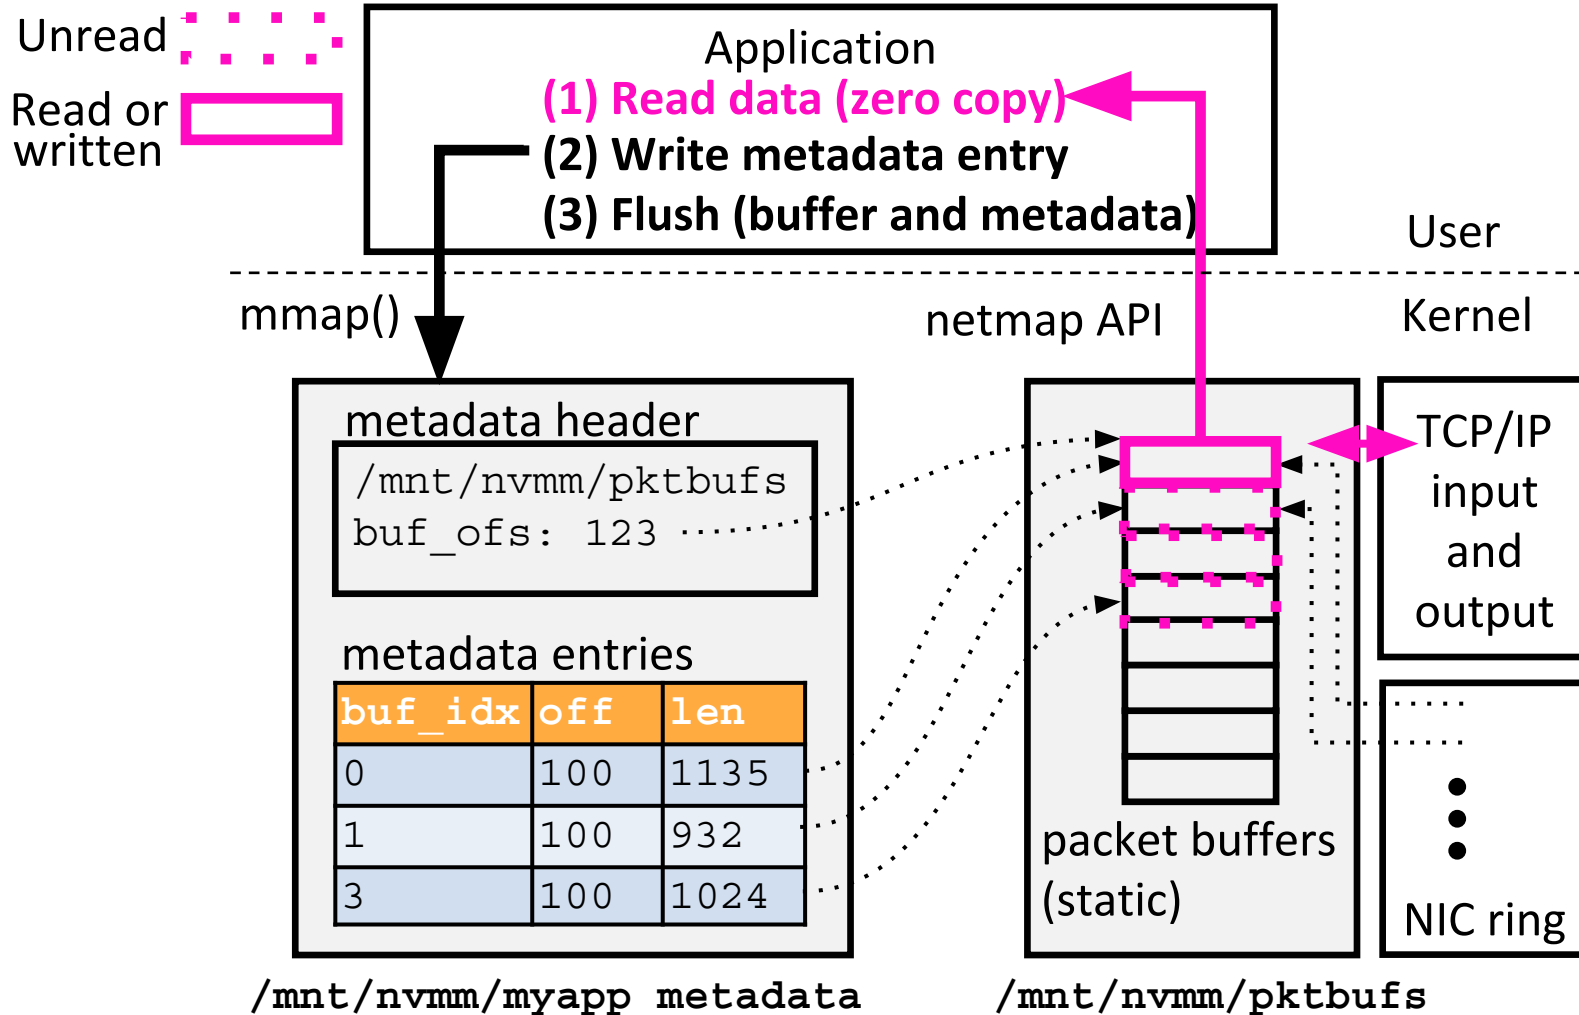 Unread
Read or
written
Application
(1) Read data (zero copy)
(2) Write metadata entry
(3) Flush (buffer and metadata)
User
Kernel
mmap()
netmap API
metadata header
/mnt/nvmm/pktbufs
buf_ofs: 123
metadata entries
buf_idx off len
0 100 1135
1 100 932
3 100 1024
packet buffers
(static)
TCP/IP
input
and
output
NIC ring
/mnt/nvmm/myapp metadata
/mnt/nvmm/pktbufs